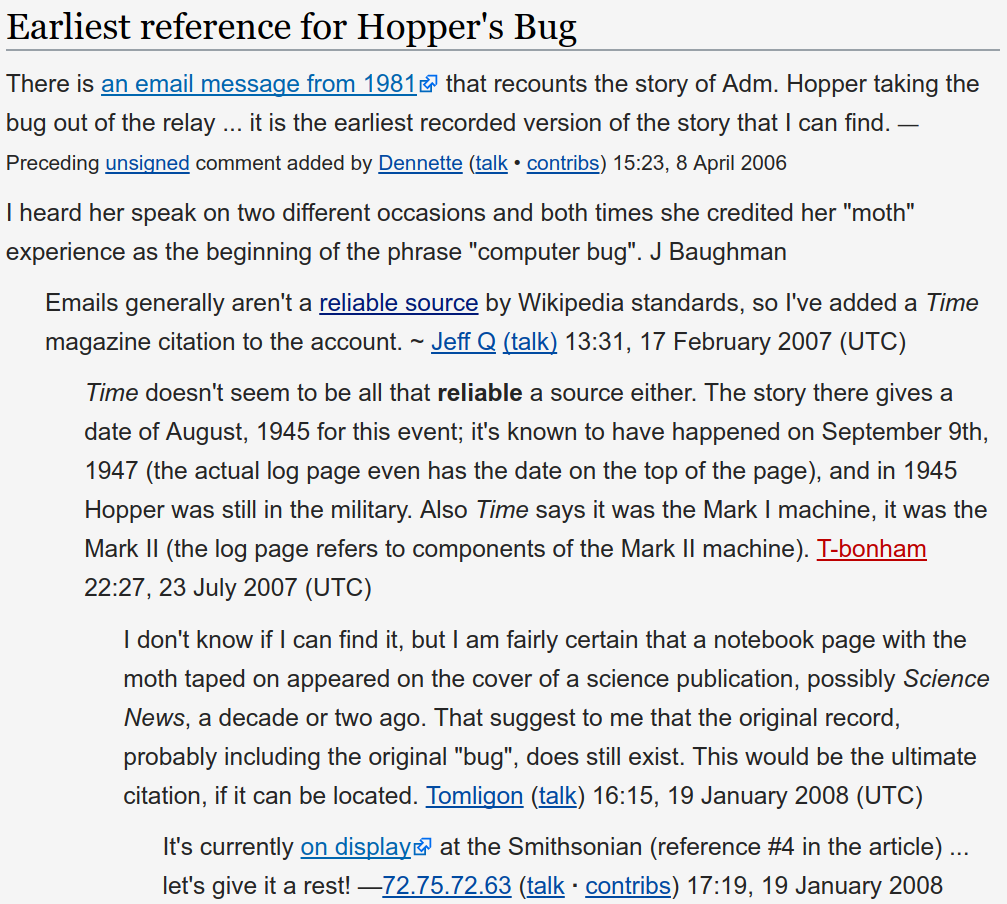 Earliest reference for Hopper's Bug
There is an email message from 1981 that recounts the story of Adm. Hopper taking the
bug out of the relay ... it is the earliest recorded version of the story that I can find. —
Preceding unsigned comment added by Dennette (talk • contribs) 15:23, 8 April 2006
I heard her speak on two different occasions and both times she credited her "moth"
experience as the beginning of the phrase "computer bug". J Baughman
Emails generally aren't a reliable source by Wikipedia standards, so I've added a Time
magazine citation to the account. ~ Jeff Q (talk) 13:31, 17 February 2007 (UTC)
Time doesn't seem to be all that reliable a source either. The story there gives a
date of August, 1945 for this event; it's known to have happened on September 9th,
1947 (the actual log page even has the date on the top of the page), and in 1945
Hopper was still in the military. Also Time says it was the Mark I machine, it was the
Mark II (the log page refers to components of the Mark II machine). T-bonham
22:27, 23 July 2007 (UTC)
I don't know if I can find it, but I am fairly certain that a notebook page with the
moth taped on appeared on the cover of a science publication, possibly Science
News, a decade or two ago. That suggest to me that the original record,
probably including the original "bug", does still exist. This would be the ultimate
citation, if it can be located. Tomligon (talk) 16:15, 19 January 2008 (UTC)
It's currently on display at the Smithsonian (reference #4 in the article) ...
let's give it a rest! —72.75.72.63 (talk · contribs) 17:19, 19 January 2008